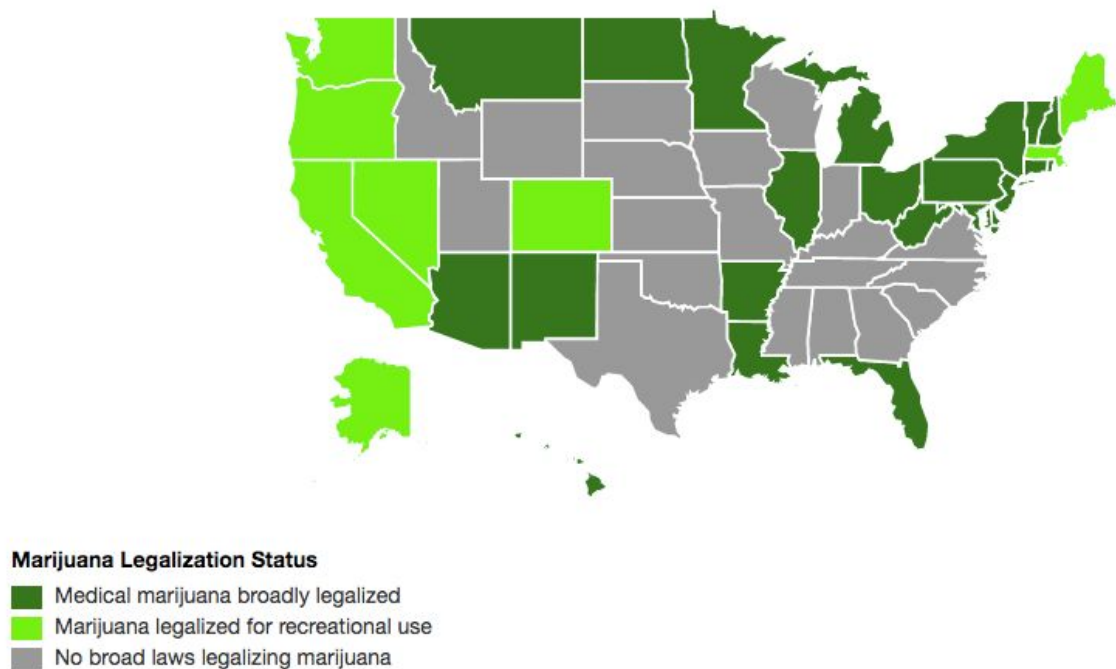 Marijuana Legalization Status
Medical marijuana broadly legalized
Marijuana legalized for recreational use
No broad laws legalizing marijuana